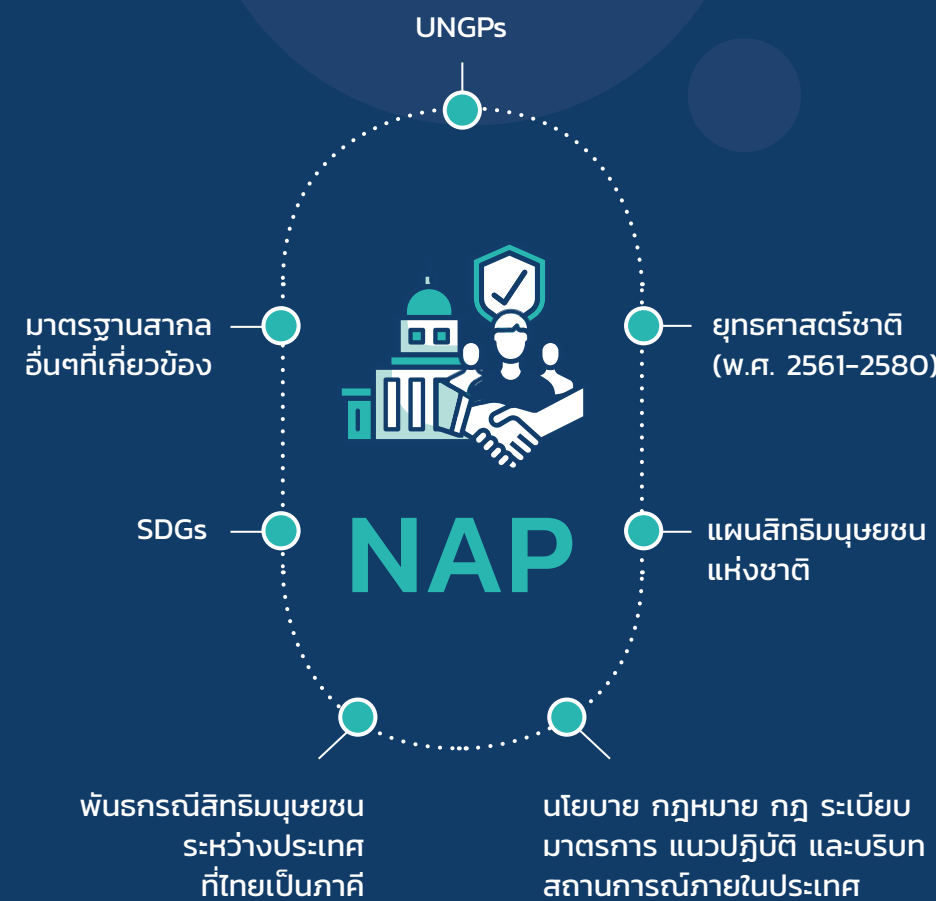 UNGPs
มาตรฐานสากล
อื่นๆที่เกี่ยวข้อง
ยุทธศาสตร์ชาติ
(พ.ศ. 2561-2580)
SDGs
NAP
แผนสิทธิมนุษยชน
แห่งชาติ
พันธกรณีสิทธิมนุษยชน
ระหว่างประเทศ
ที่ไทยเป็นภาคี
นโยบาย กฎหมาย กฎ ระเบียบ
มาตรการ แนวปฏิบัติ และบริบท
สถานการณ์ภายในประเทศ